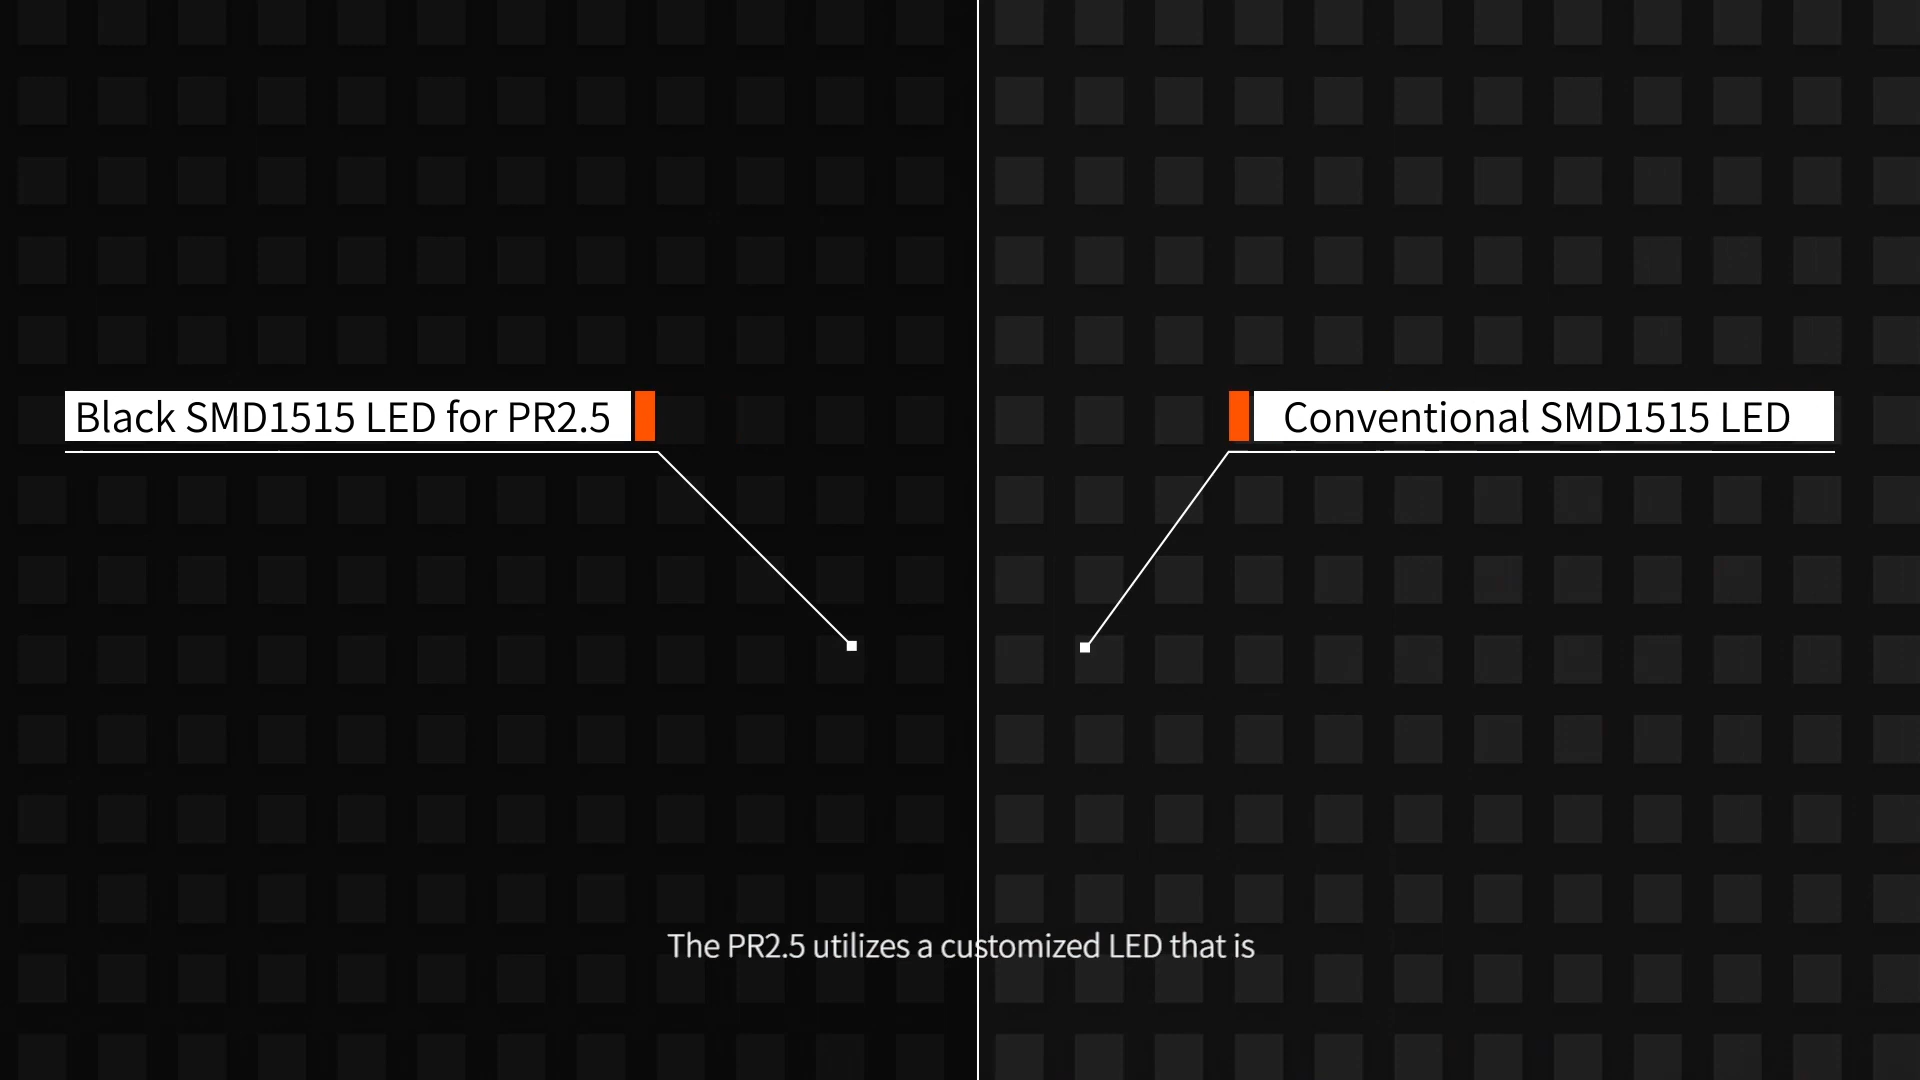 Black SMD1515 LED for PR2.5
Conventional SMD1515 LED
The PR2.5 utilizes a customized LED that is